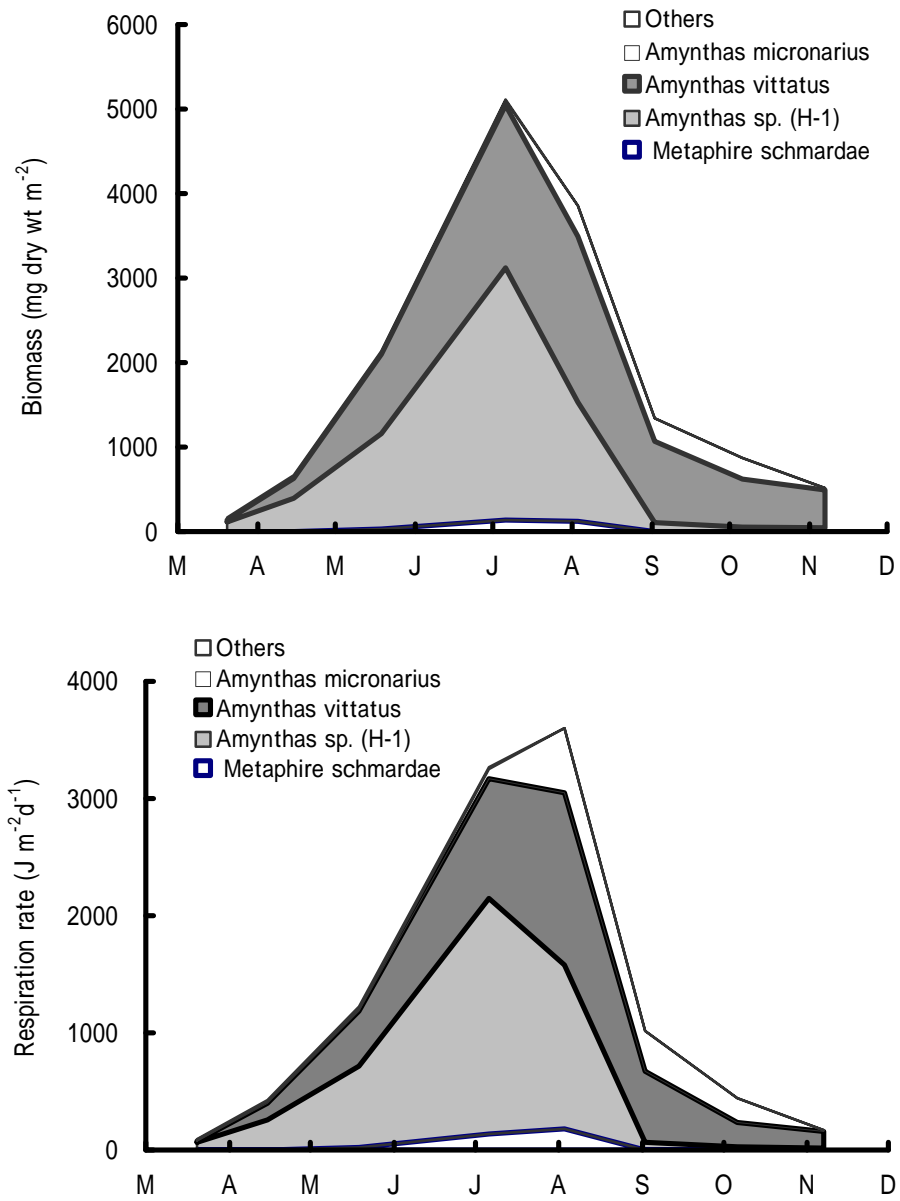 6000
5000
4000
3000
2000
1000
0
Biomass (mg dry wt m-2)
Others
Amynthas micronarius
Amynthas vittatus
Amynthas sp. (H-1)
Metaphire schmardae
M A M J J A S O N D
Others
Amynthas micronarius
Amynthas vittatus
Amynthas sp. (H-1)
Metaphire schmardae
4000
3000
2000
1000
0
Respiration rate (J m-2d-1)
M A M J J A S O N D